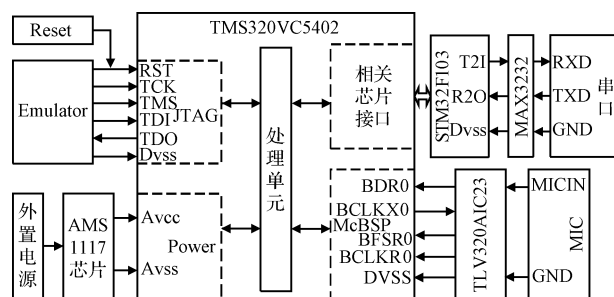 TMS320VC5402
Reset
Emulator
RST
TCK
TMS
TDI
TDO
Dvss
JTAG
处理单元
相关
芯片
接口
STM32F103
T2I
R2O
Dvss
MAX3232
RXD
TXD
GND
串口
外置电源
AMS
1117
芯片
Avcc
Power
Avss
BDR0
BCLKX0
McBSP
BFSR0
BCLKR0
DVSS
TLV320AIC23
MICIN
MIC
GND